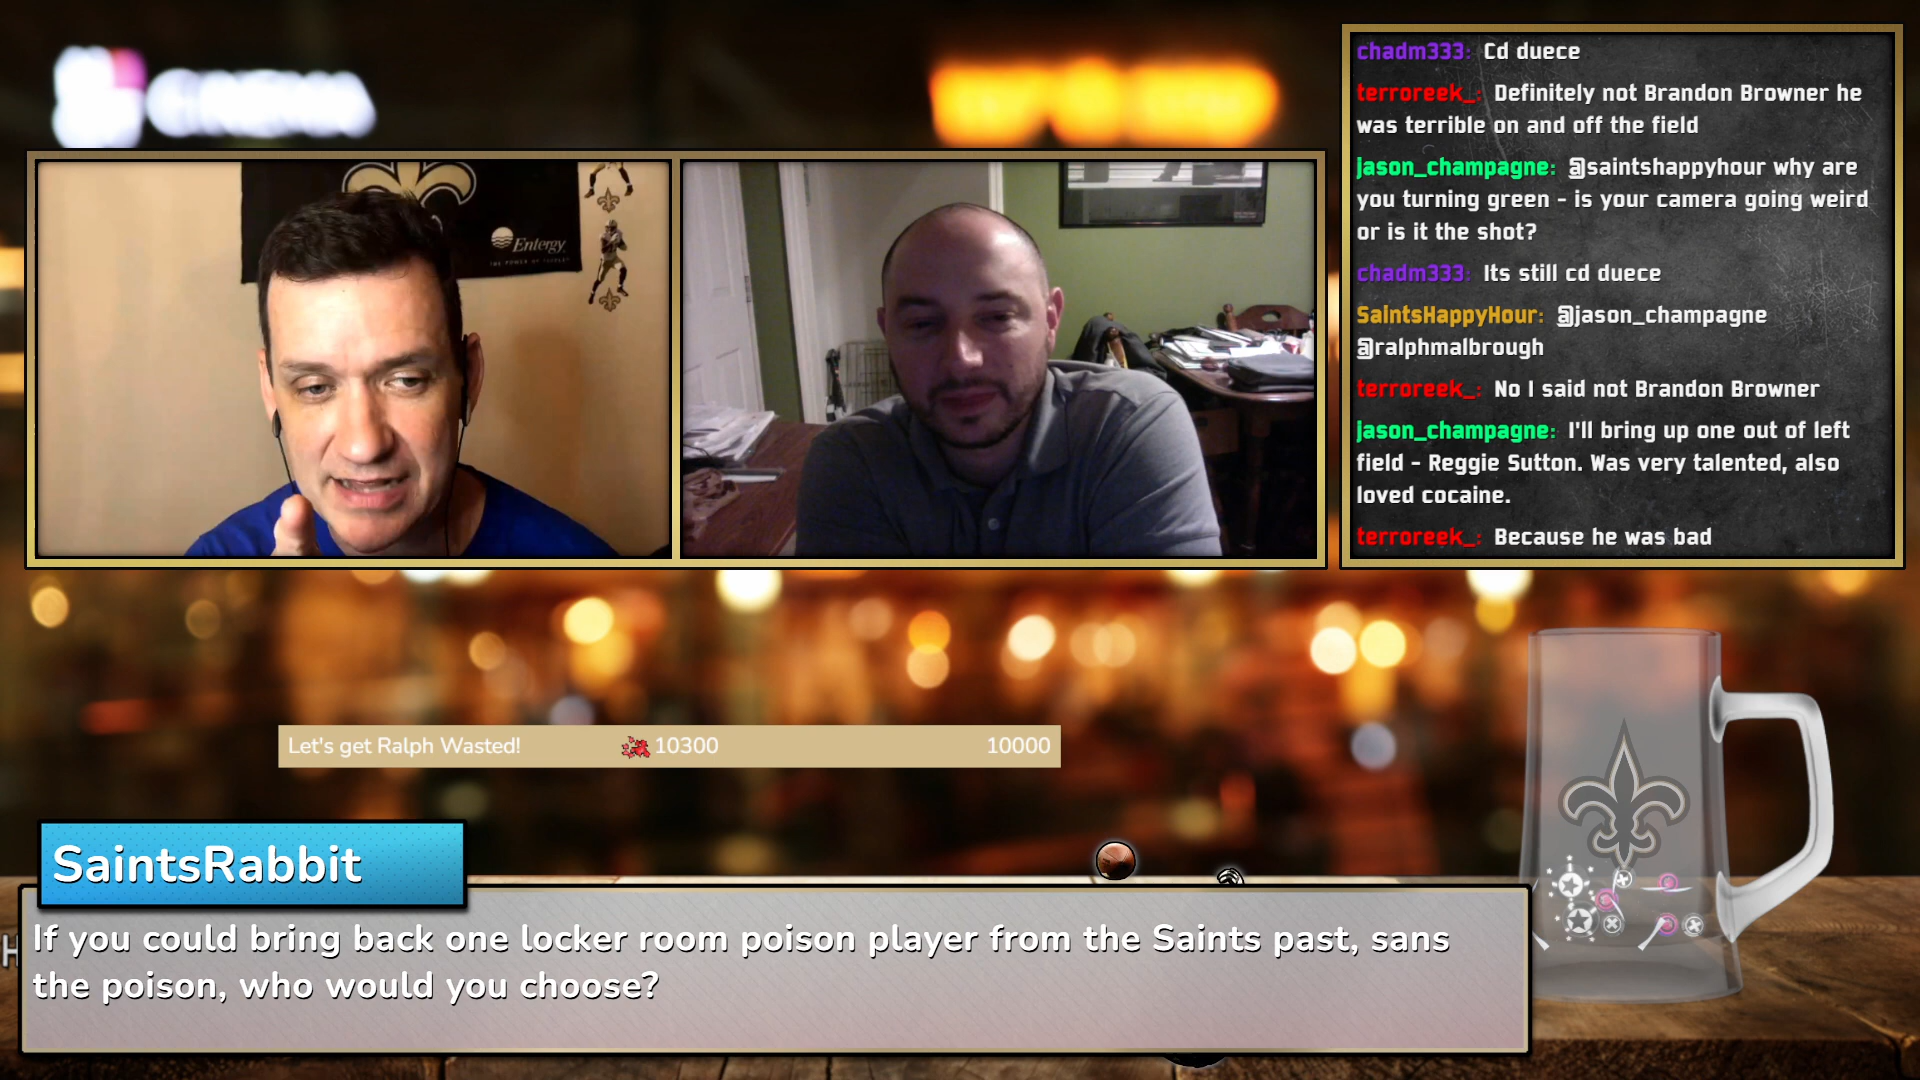 chadm333: Cd duece
terroreek_: Definitely not Brandon Browner he
was terrible on and off the field
jason_champagne: @saintshappyhour why are
you turning green - is your camera going weird
or is it the shot?
chadm333: Its still cd duece
SaintsHappyHour: @jason_champagne
@ralphmalbrough
terroreek_: No I said not Brandon Browner
jason_champagne: I'll bring up one out of left
field - Reggie Sutton. Was very talented, also
loved cocaine.
terroreek_: Because he was bad
Entergy
THE POWER OF PEOPLE
Let's get Ralph Wasted! 10300 10000
SaintsRabbit
If you could bring back one locker room poison player from the Saints past, sans
the poison, who would you choose?